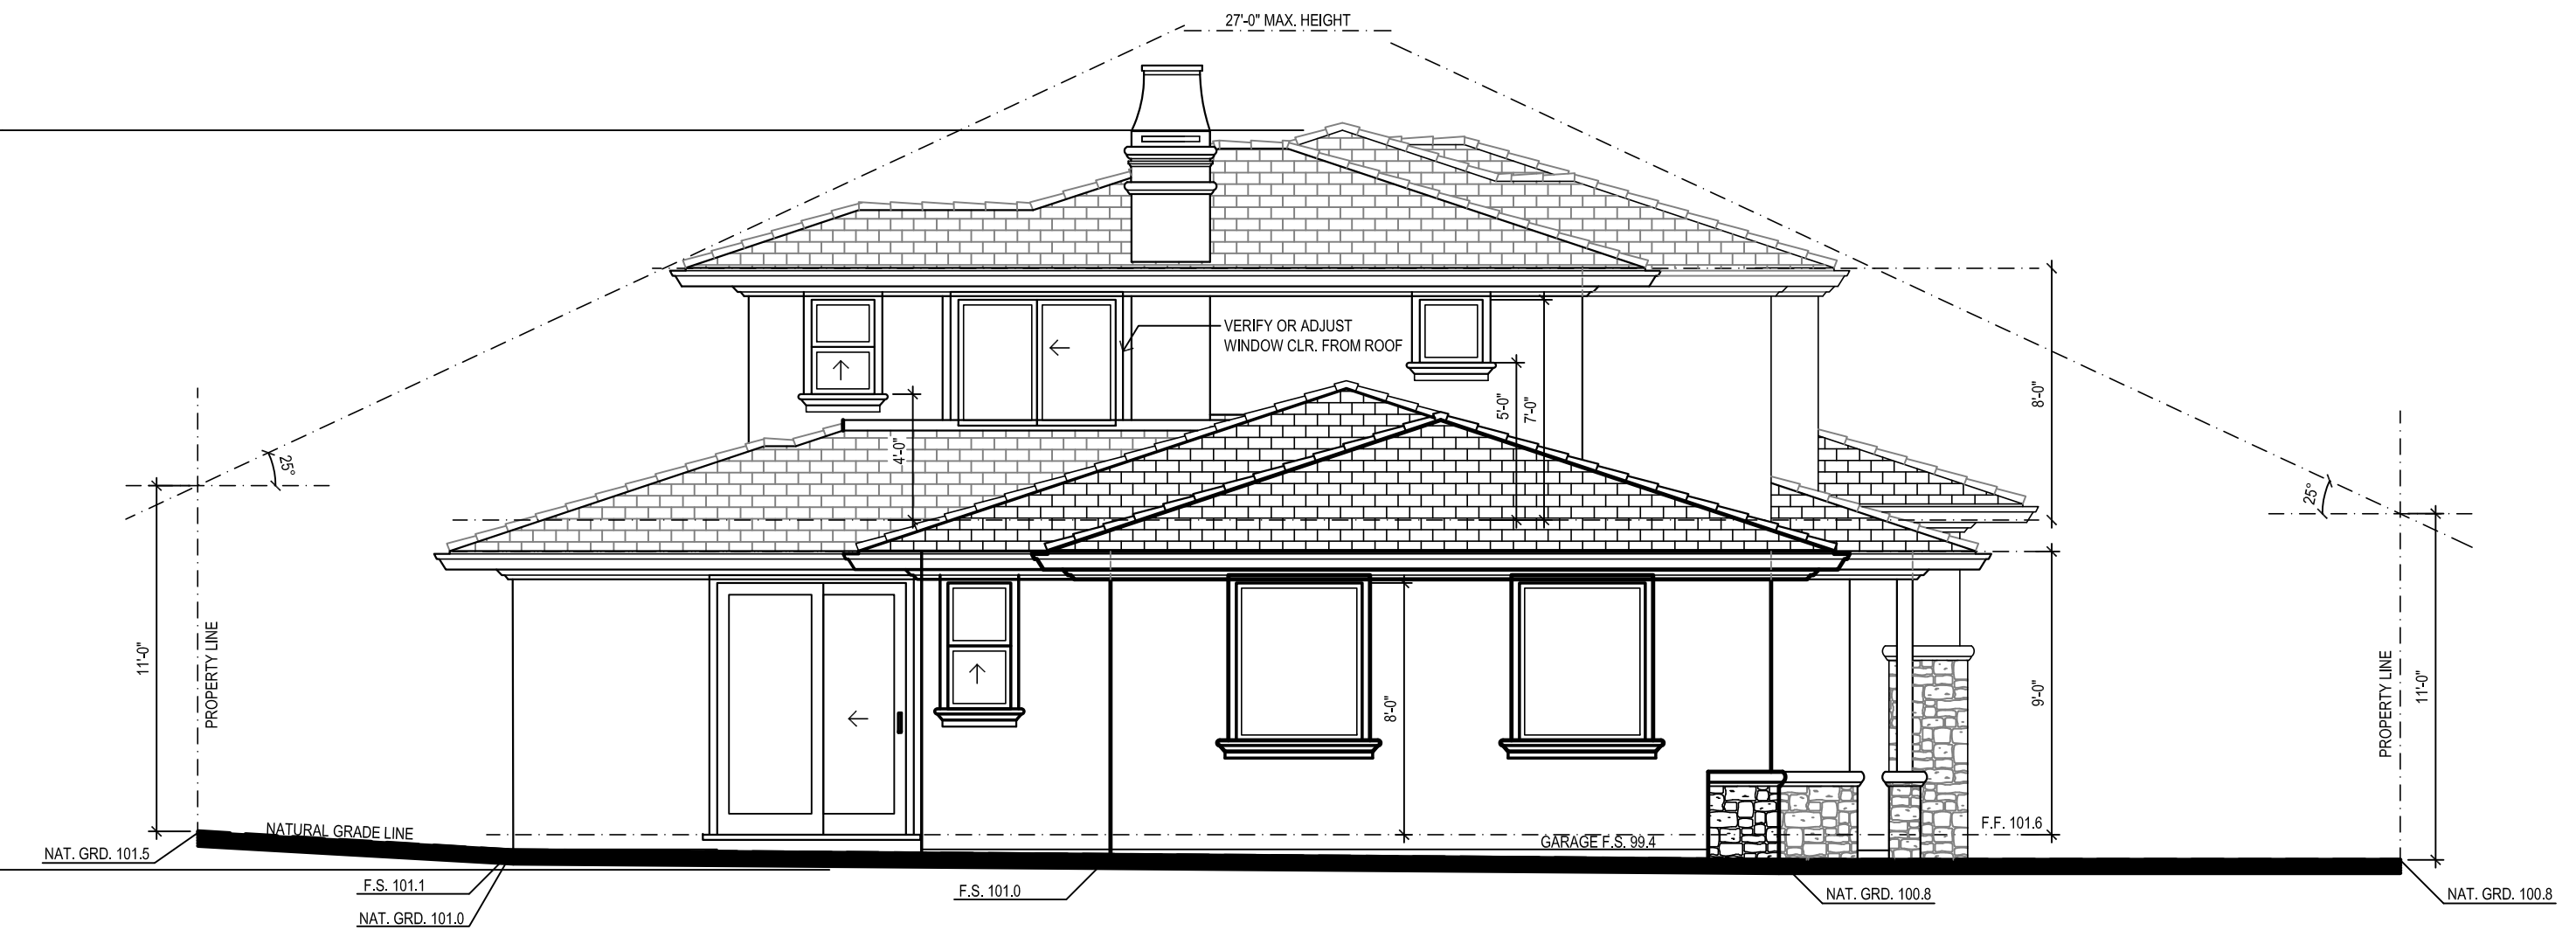 27'-0" MAX. HEIGHT
VERIFY OR ADJUST
WINDOW CLR. FROM ROOF
8'-0"
5'-0"
7'-0"
4'-0"
25°
25°
11'-0"
PROPERTY LINE
8'-0"
9'-0"
PROPERTY LINE
11'-0"
NATURAL GRADE LINE
F.F. 101.6
GARAGE F.S. 99.4
NAT. GRD. 101.5
F.S. 101.1
F.S. 101.0
NAT. GRD. 100.8
NAT. GRD. 100.8
NAT. GRD. 101.0